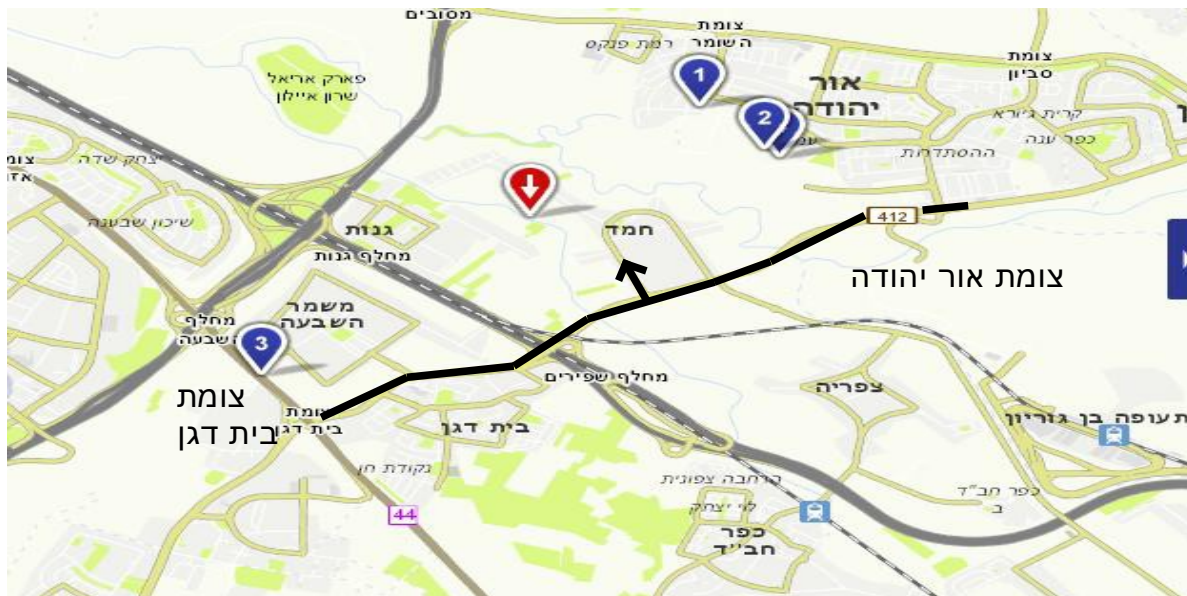 מסובים
צומת
השומר
רמת פנקס
צומת
סביון
אור
יהודה
פארק אריאל
שרון איילון
קרית גיורא
כפר ענה
ההסתדרות
יצחק שדה
שיכון שבענה
1
2
412
גנות
מחלף גנות
חמד
צומת אור יהודה
משמר
השבעה
מחלף
השבעה
3
צומת
בית דגן
צומת
בית דגן
בית דגן
מחלף שפירים
צפריה
תעופה בן גוריון
נקודת חן
44
הרחבה צפונית
לוי יצחק
כפר
חב"ד
כפר חב"ד
ב